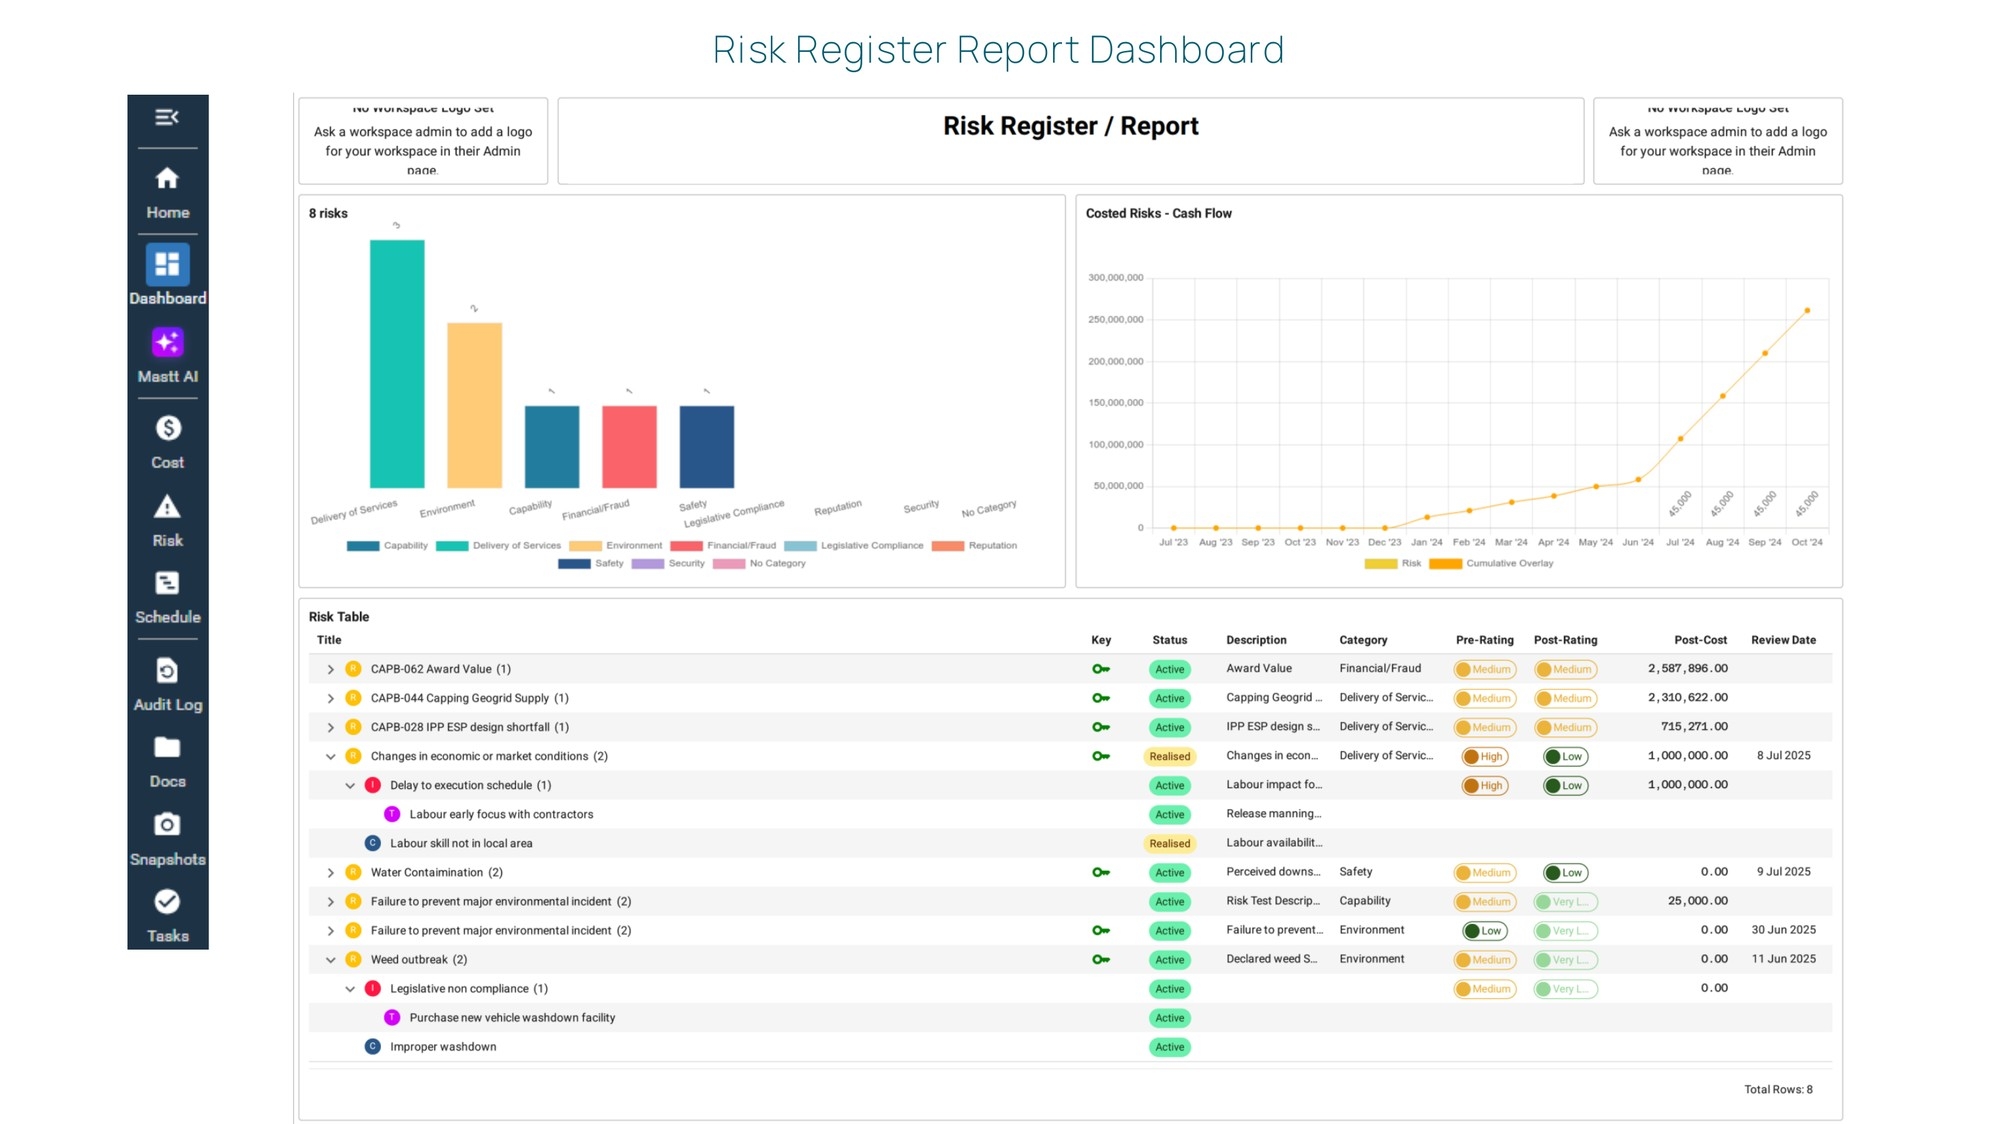 Risk Register Report Dashboard
Home
Dashboard
Mastt AI
Cost
Risk
Schedule
Audit Log
Docs
Snapshots
Tasks
No Workspace Logo Set
Ask a workspace admin to add a logo
for your workspace in their Admin
page.
Risk Register / Report
No Workspace Logo Set
Ask a workspace admin to add a logo
for your workspace in their Admin
page.
8 risks
3
2
1
1
1
Delivery of Services
Environment
Capability
Financial/Fraud
Safety
Legislative Compliance
Reputation
Security
No Category
Capability Delivery of Services Environment Financial/Fraud Legislative Compliance Reputation
Safety Security No Category
Costed Risks - Cash Flow
300,000,000
250,000,000
200,000,000
150,000,000
100,000,000
50,000,000
0
45,000 45,000 45,000 45,000
Jul '23 Aug '23 Sep '23 Oct '23 Nov '23 Dec '23 Jan '24 Feb '24 Mar '24 Apr '24 May '24 Jun '24 Jul '24 Aug '24 Sep '24 Oct '24
Risk Cumulative Overlay
Risk Table
Title Key Status Description Category Pre-Rating Post-Rating Post-Cost Review Date
R CAPB-062 Award Value (1) Active Award Value Financial/Fraud Medium Medium 2,587,896.00
R CAPB-044 Capping Geogrid Supply (1) Active Capping Geogrid ... Delivery of Servic... Medium Medium 2,310,622.00
R CAPB-028 IPP ESP design shortfall (1) Active IPP ESP design s... Delivery of Servic... Medium Medium 715,271.00
R Changes in economic or market conditions (2) Realised Changes in econ... Delivery of Servic... High Low 1,000,000.00 8 Jul 2025
I Delay to execution schedule (1) Active Labour impact fo... High Low 1,000,000.00
T Labour early focus with contractors Active Release manning...
C Labour skill not in local area Realised Labour availabilit...
R Water Contaimination (2) Active Perceived downs... Safety Medium Low 0.00 9 Jul 2025
R Failure to prevent major environmental incident (2) Active Risk Test Descrip... Capability Medium Very L... 25,000.00
R Failure to prevent major environmental incident (2) Active Failure to prevent... Environment Low Very L... 0.00 30 Jun 2025
R Weed outbreak (2) Active Declared weed S... Environment Medium Very L... 0.00 11 Jun 2025
I Legislative non compliance (1) Active Medium Very L... 0.00
T Purchase new vehicle washdown facility Active
C Improper washdown Active
Total Rows: 8